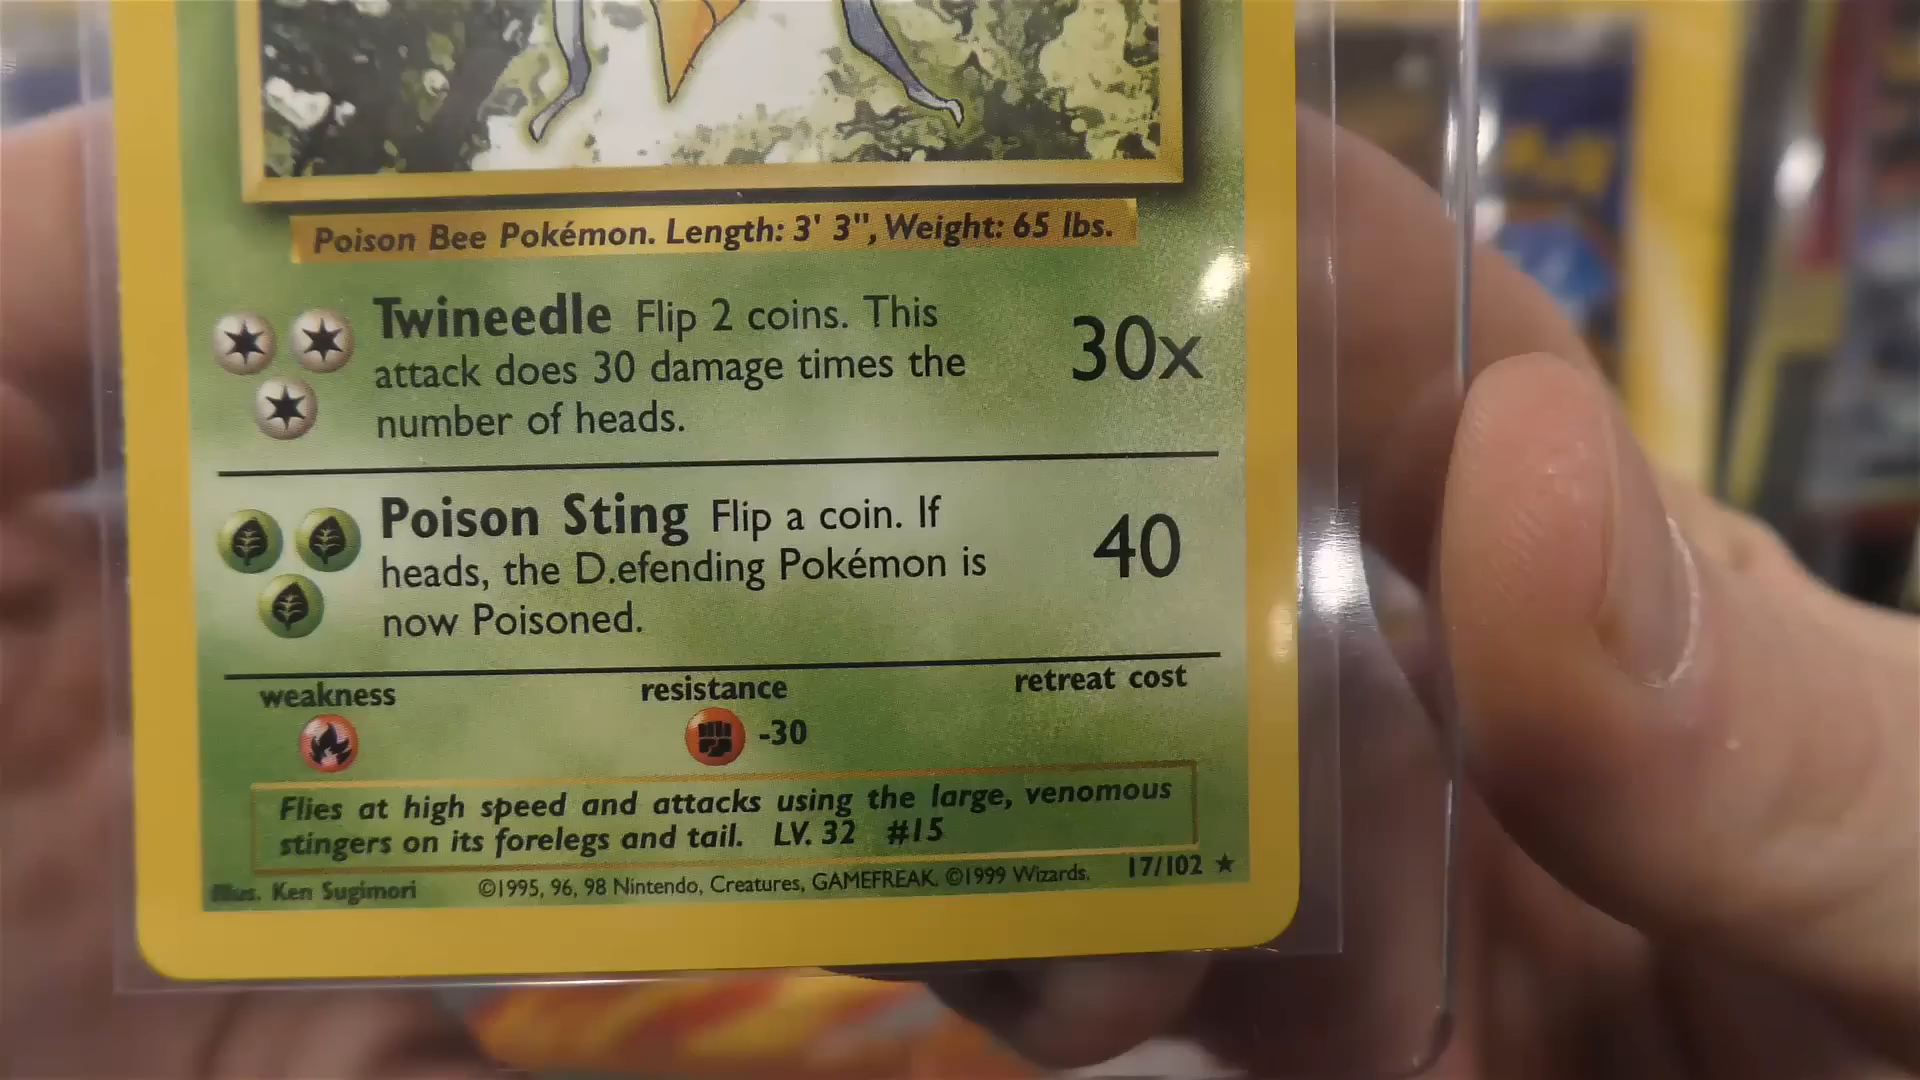 Poison Bee Pokémon. Length: 3' 3", Weight: 65 lbs.
Twineedle Flip 2 coins. This
attack does 30 damage times the
number of heads.
30x
Poison Sting Flip a coin. If
heads, the D.efending Pokémon is
now Poisoned.
40
weakness resistance retreat cost
-30
Flies at high speed and attacks using the large, venomous
stingers on its forelegs and tail. LV. 32 #15
Illus. Ken Sugimori ©1995, 96, 98 Nintendo, Creatures, GAMEFREAK. ©1999 Wizards. 17/102 ★